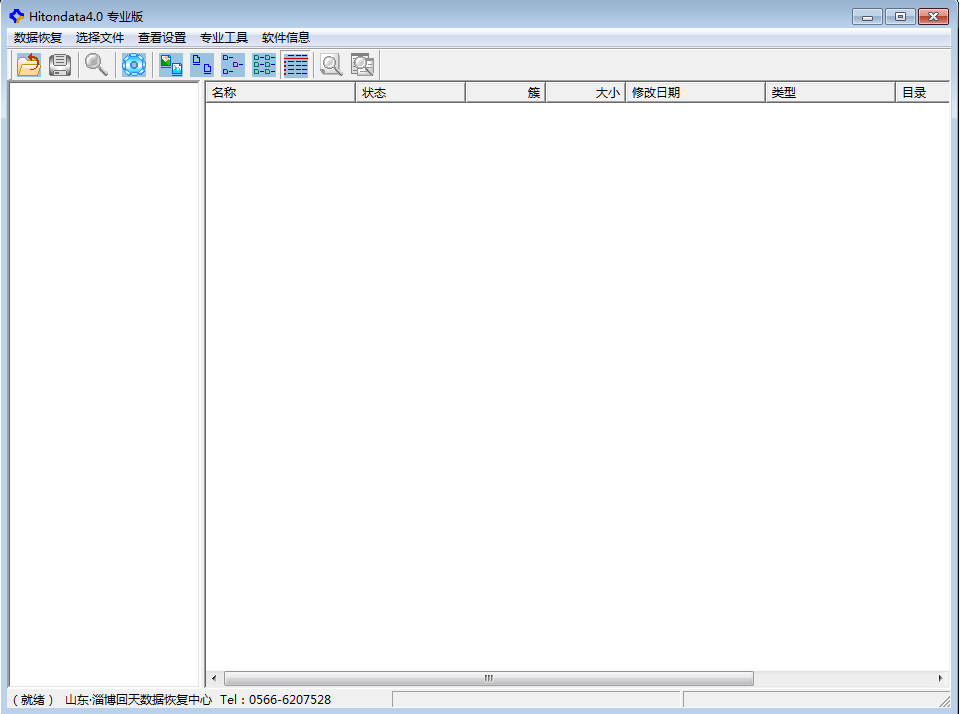 Hitondata4.0 专业版
数据恢复 选择文件 查看设置 专业工具 软件信息
名称 状态 簇 大小 修改日期 类型 目录
（就绪） 山东·淄博回天数据恢复中心 Tel：0566-6207528